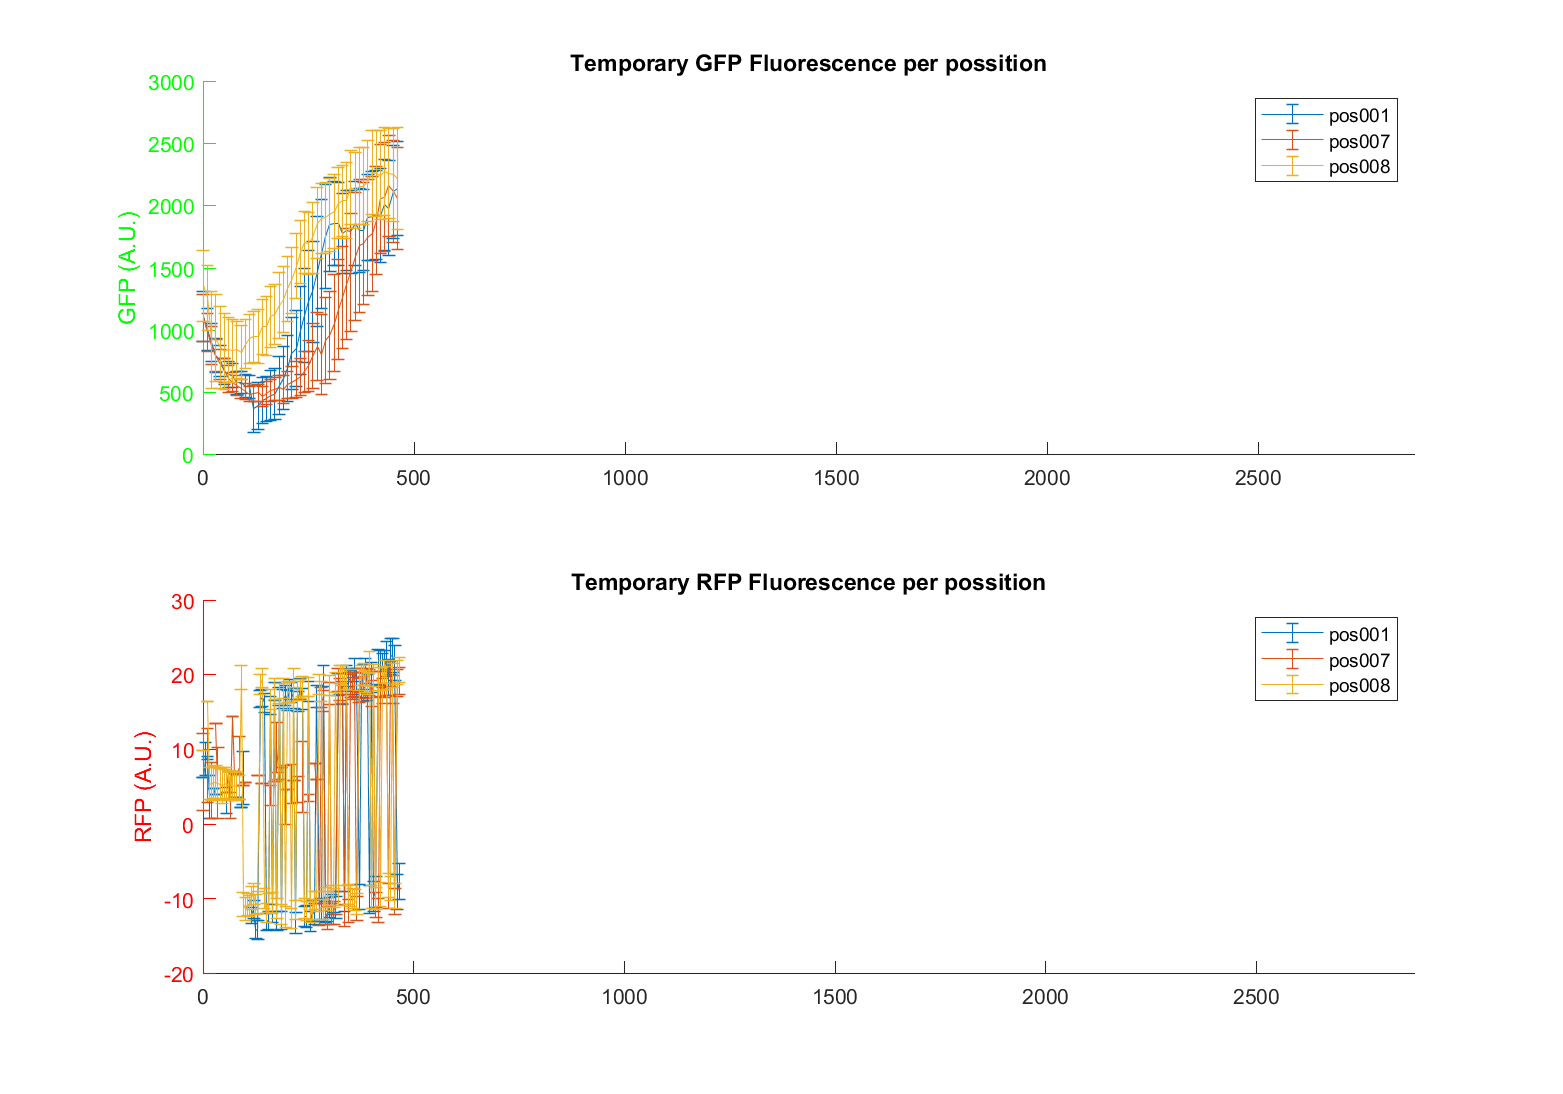 Temporary GFP Fluorescence per possition
3000
2500
2000
1500
1000
500
0
GFP (A.U.)
0 500 1000 1500 2000 2500
pos001
pos007
pos008
Temporary RFP Fluorescence per possition
30
20
10
0
-10
-20
RFP (A.U.)
0 500 1000 1500 2000 2500
pos001
pos007
pos008